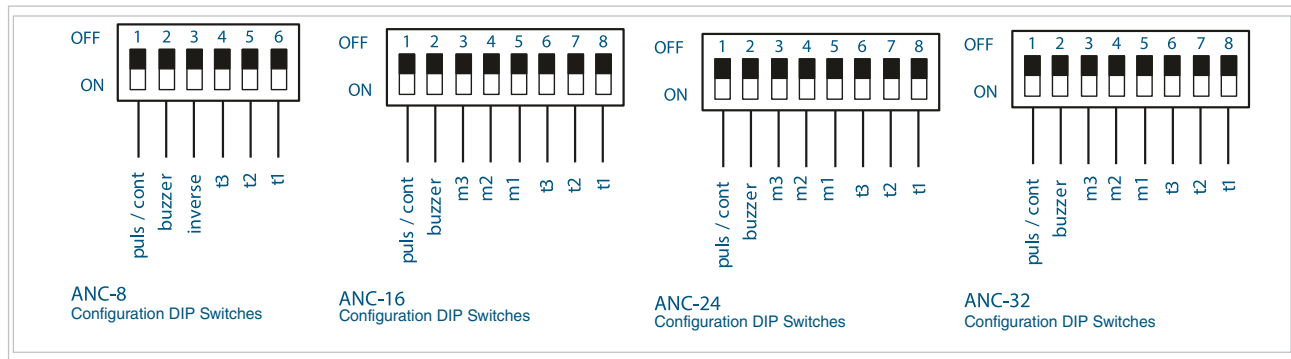 OFF 1 2 3 4 5 6
ON
puls / cont
buzzer
inverse
t3
t2
t1
ANC-8
Configuration DIP Switches
OFF 1 2 3 4 5 6 7 8
ON
puls / cont
buzzer
m3
m2
m1
t3
t2
t1
ANC-16
Configuration DIP Switches
OFF 1 2 3 4 5 6 7 8
ON
puls / cont
buzzer
m3
m2
m1
t3
t2
t1
ANC-24
Configuration DIP Switches
OFF 1 2 3 4 5 6 7 8
ON
puls / cont
buzzer
m3
m2
m1
t3
t2
t1
ANC-32
Configuration DIP Switches